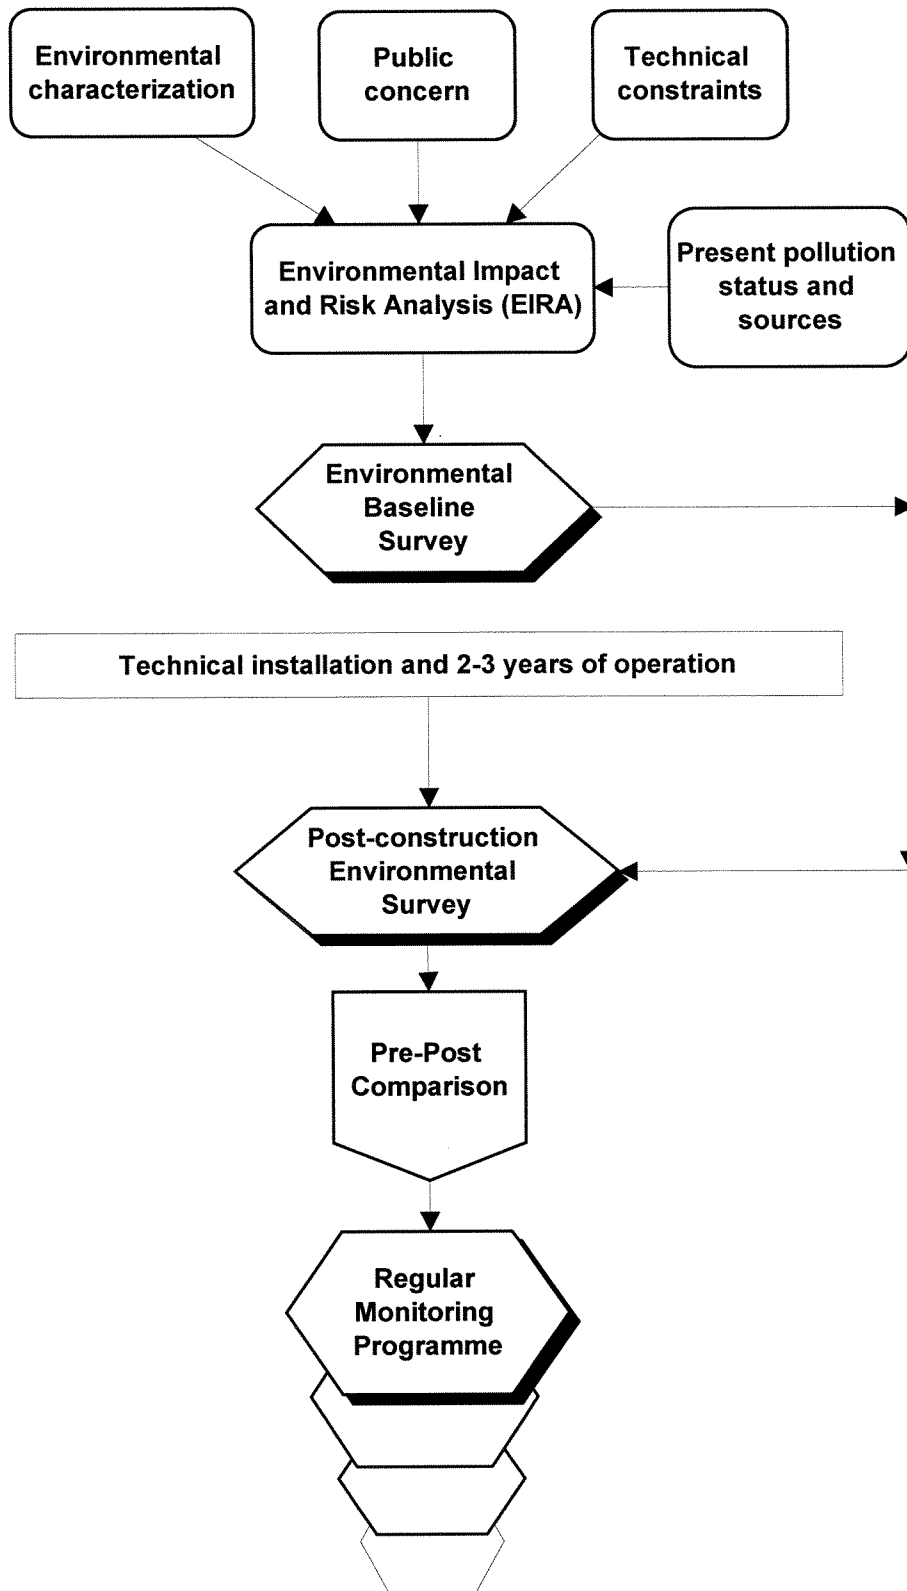 Environmental
characterization
Public
concern
Technical
constraints
Environmental Impact
and Risk Analysis (EIRA)
Present pollution
status and
sources
Environmental
Baseline
Survey
Technical installation and 2-3 years of operation
Post-construction
Environmental
Survey
Pre-Post
Comparison
Regular
Monitoring
Programme